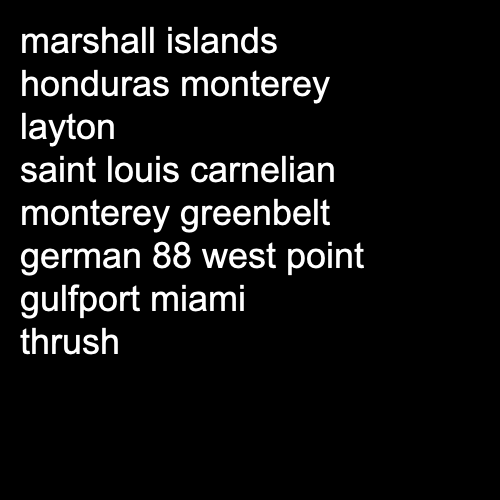 marshall islands
honduras monterey
layton
saint louis carnelian
monterey greenbelt
german 88 west point
gulfport miami
thrush